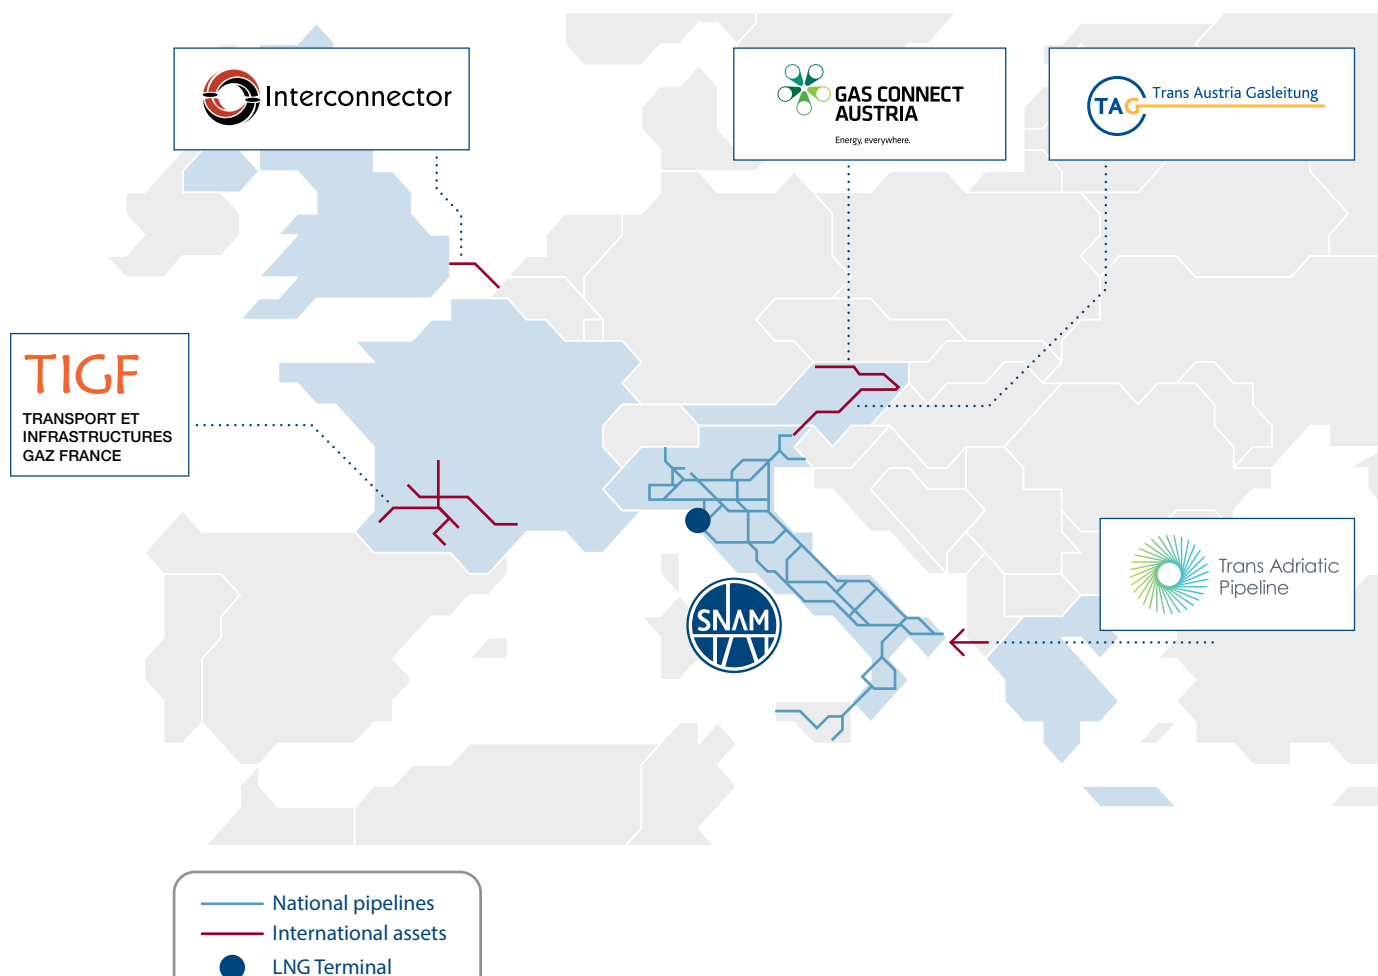 Interconnector
GAS CONNECT
AUSTRIA
Energy, everywhere.
TAG
Trans Austria Gasleitung
TIGF
TRANSPORT ET
INFRASTRUCTURES
GAZ FRANCE
Trans Adriatic
Pipeline
SNAM
National pipelines
International assets
LNG Terminal